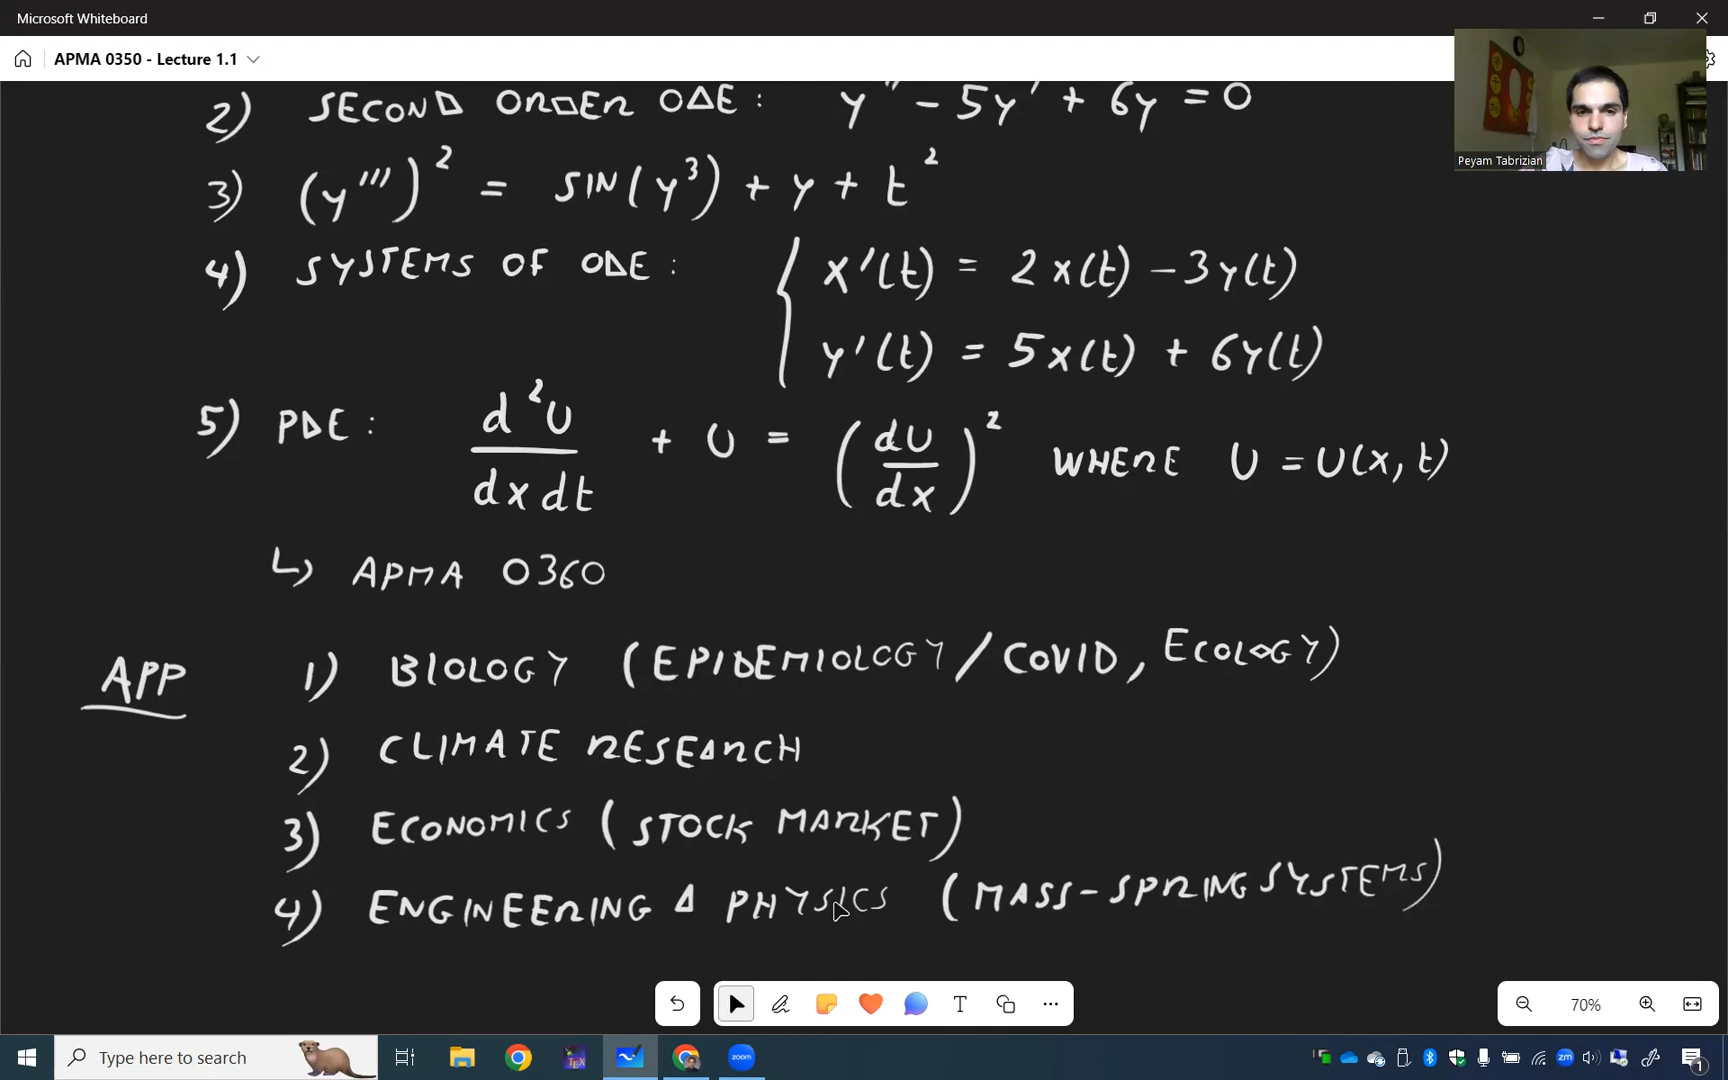 Microsoft Whiteboard
APMA 0350 - Lecture 1.1
Peyam Tabrizian
2) SECOND ORDER ODE: y'' - 5y' + 6y = 0
3) (y''')² = SIN(y³) + y + t²
4) SYSTEMS OF ODE: { x'(t) = 2x(t) - 3y(t)
y'(t) = 5x(t) + 6y(t)
5) PDE: d²U/dxdt + U = (dU/dx)² WHERE U = U(x, t)
↳ APMA 0360
APP 1) BIOLOGY (EPIDEMIOLOGY/COVID, ECOLOGY)
2) CLIMATE RESEARCH
3) ECONOMICS (STOCK MARKET)
4) ENGINEERING & PHYSICS (MASS-SPRING SYSTEMS)
70%
Type here to search
zoom